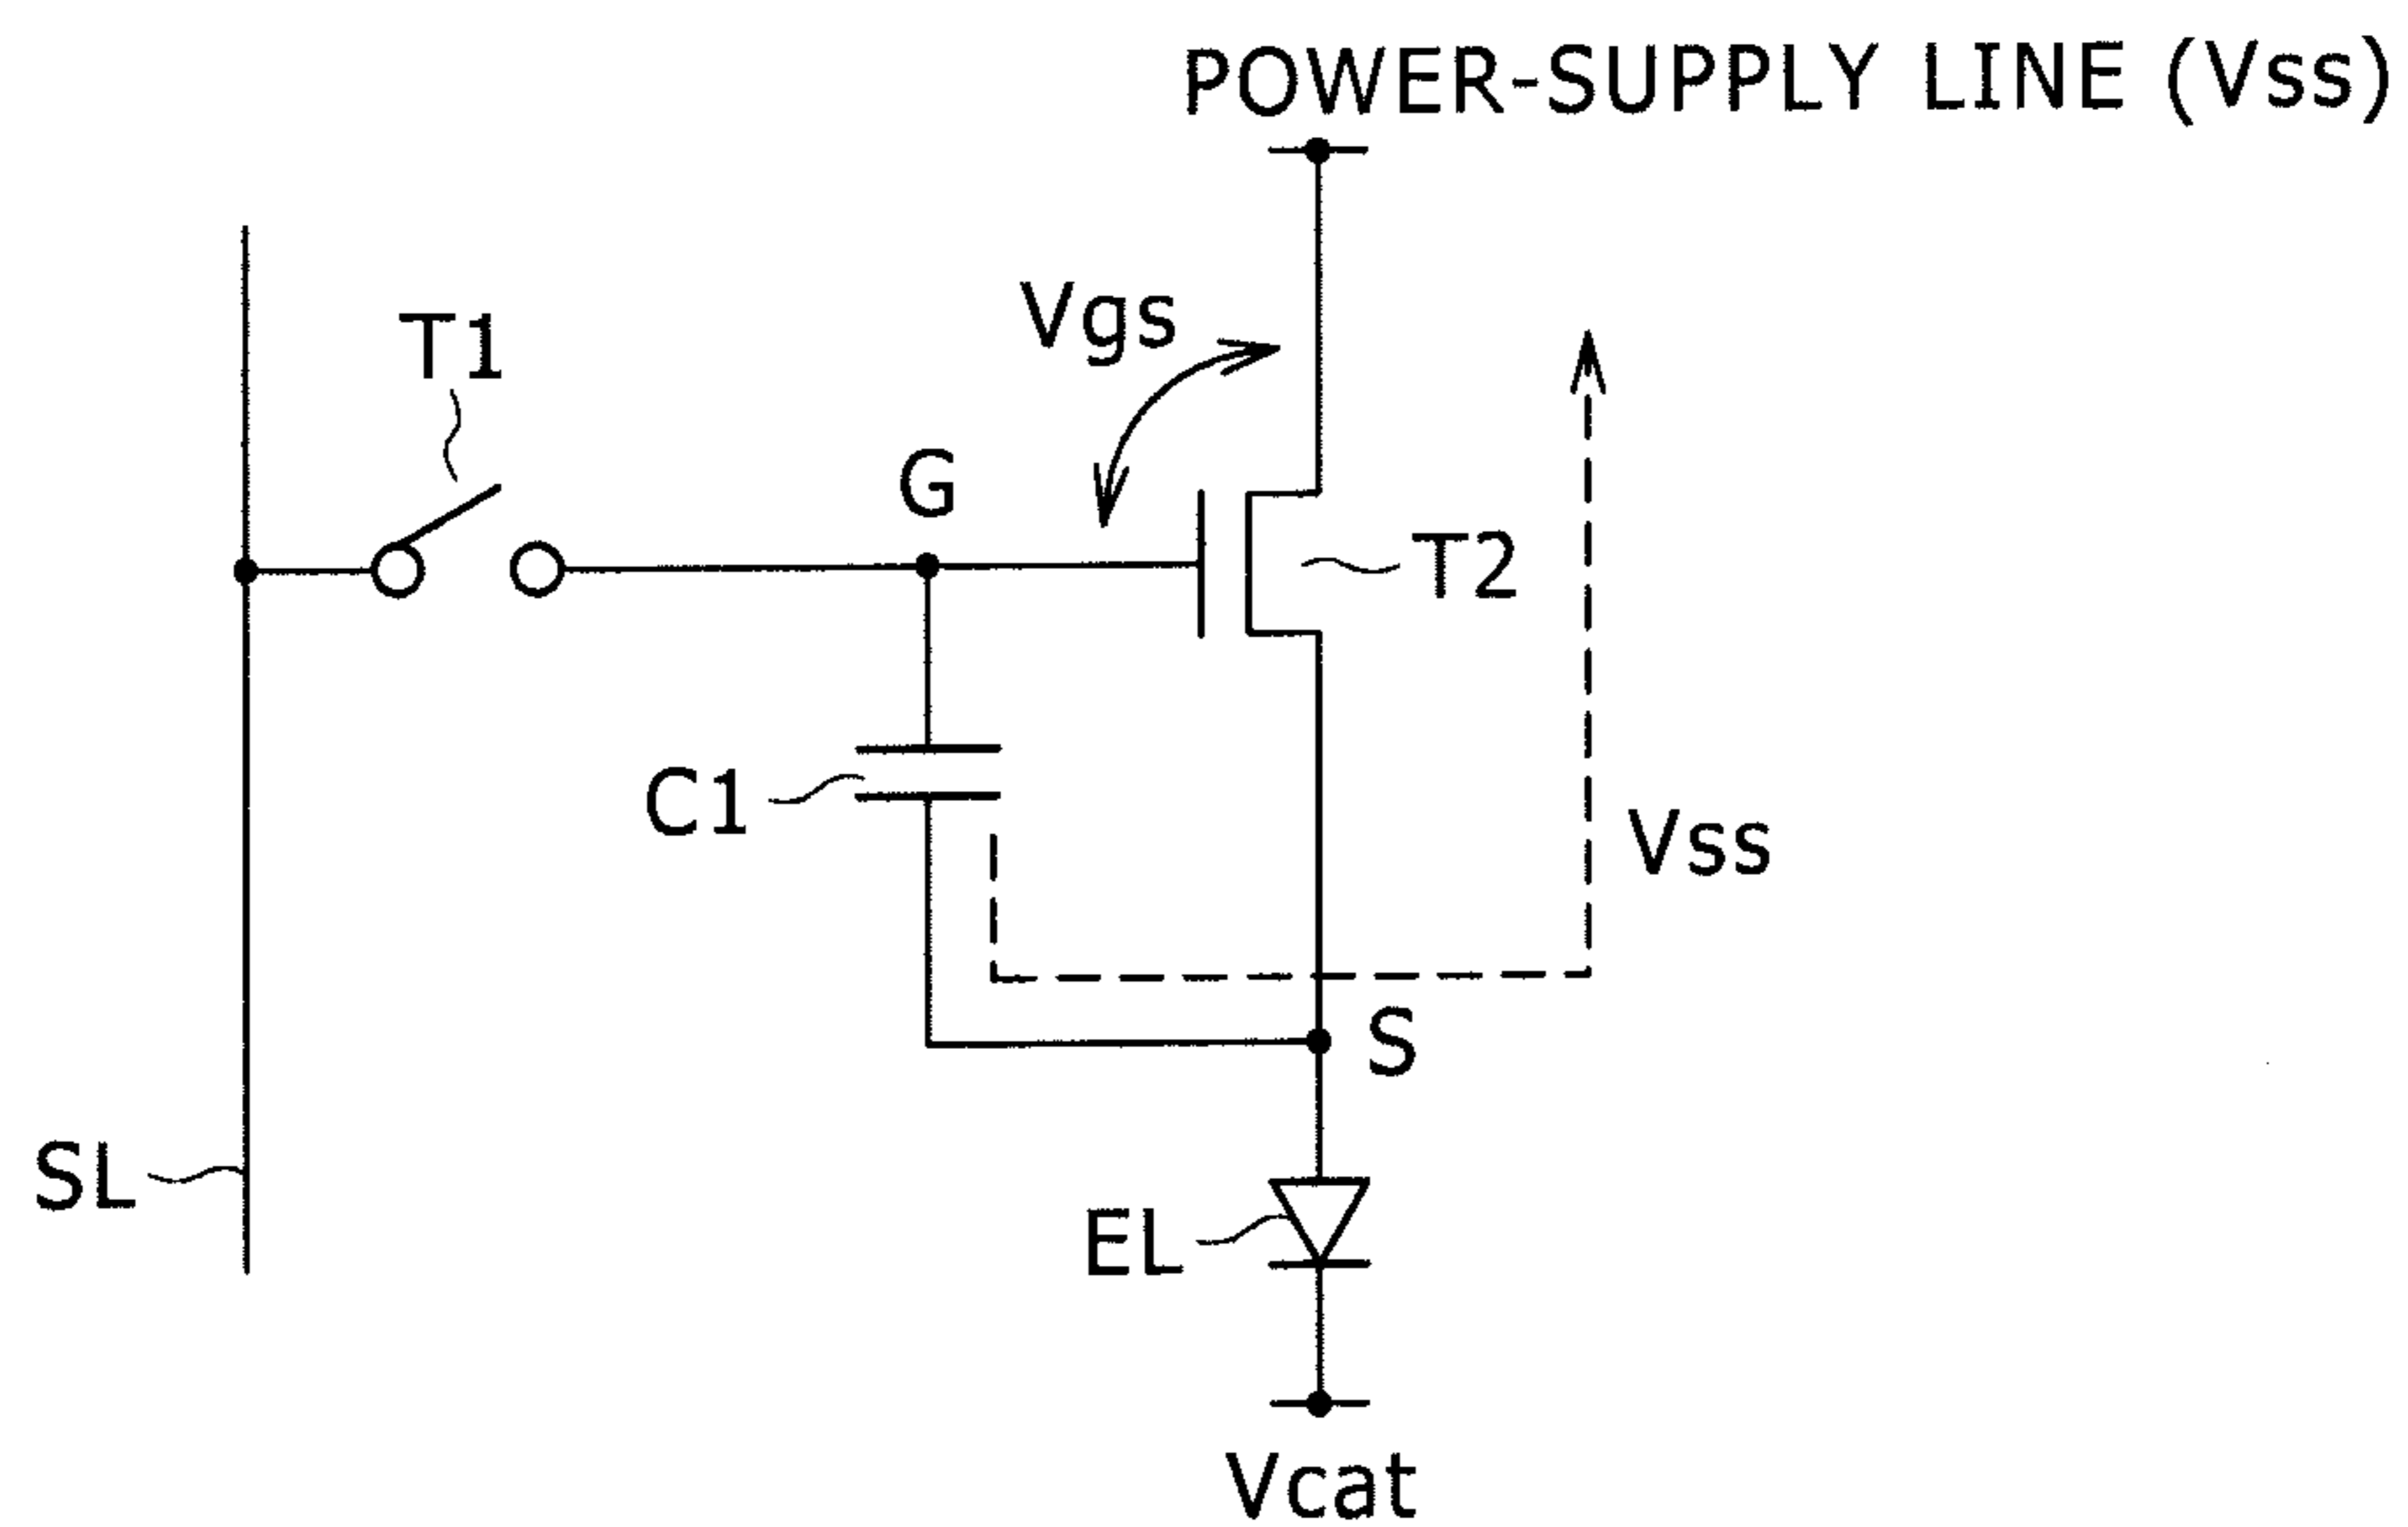 POWER-SUPPLY LINE (Vss)
Vgs
T1
G
T2
C1
Vss
S
SL
EL
Vcat